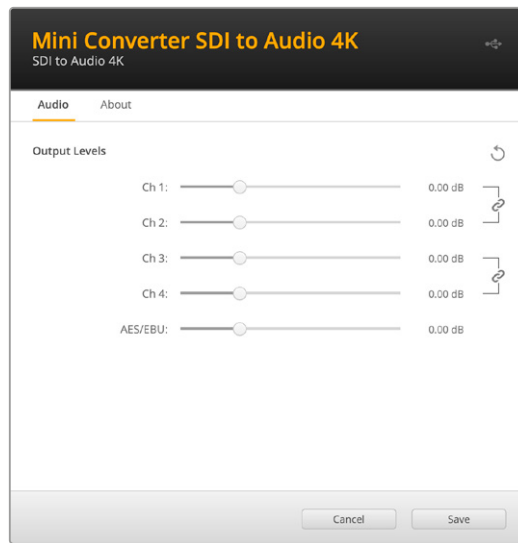 Mini Converter SDI to Audio 4K
SDI to Audio 4K
Audio About
Output Levels
Ch 1: 0.00 dB
Ch 2: 0.00 dB
Ch 3: 0.00 dB
Ch 4: 0.00 dB
AES/EBU: 0.00 dB
Cancel Save